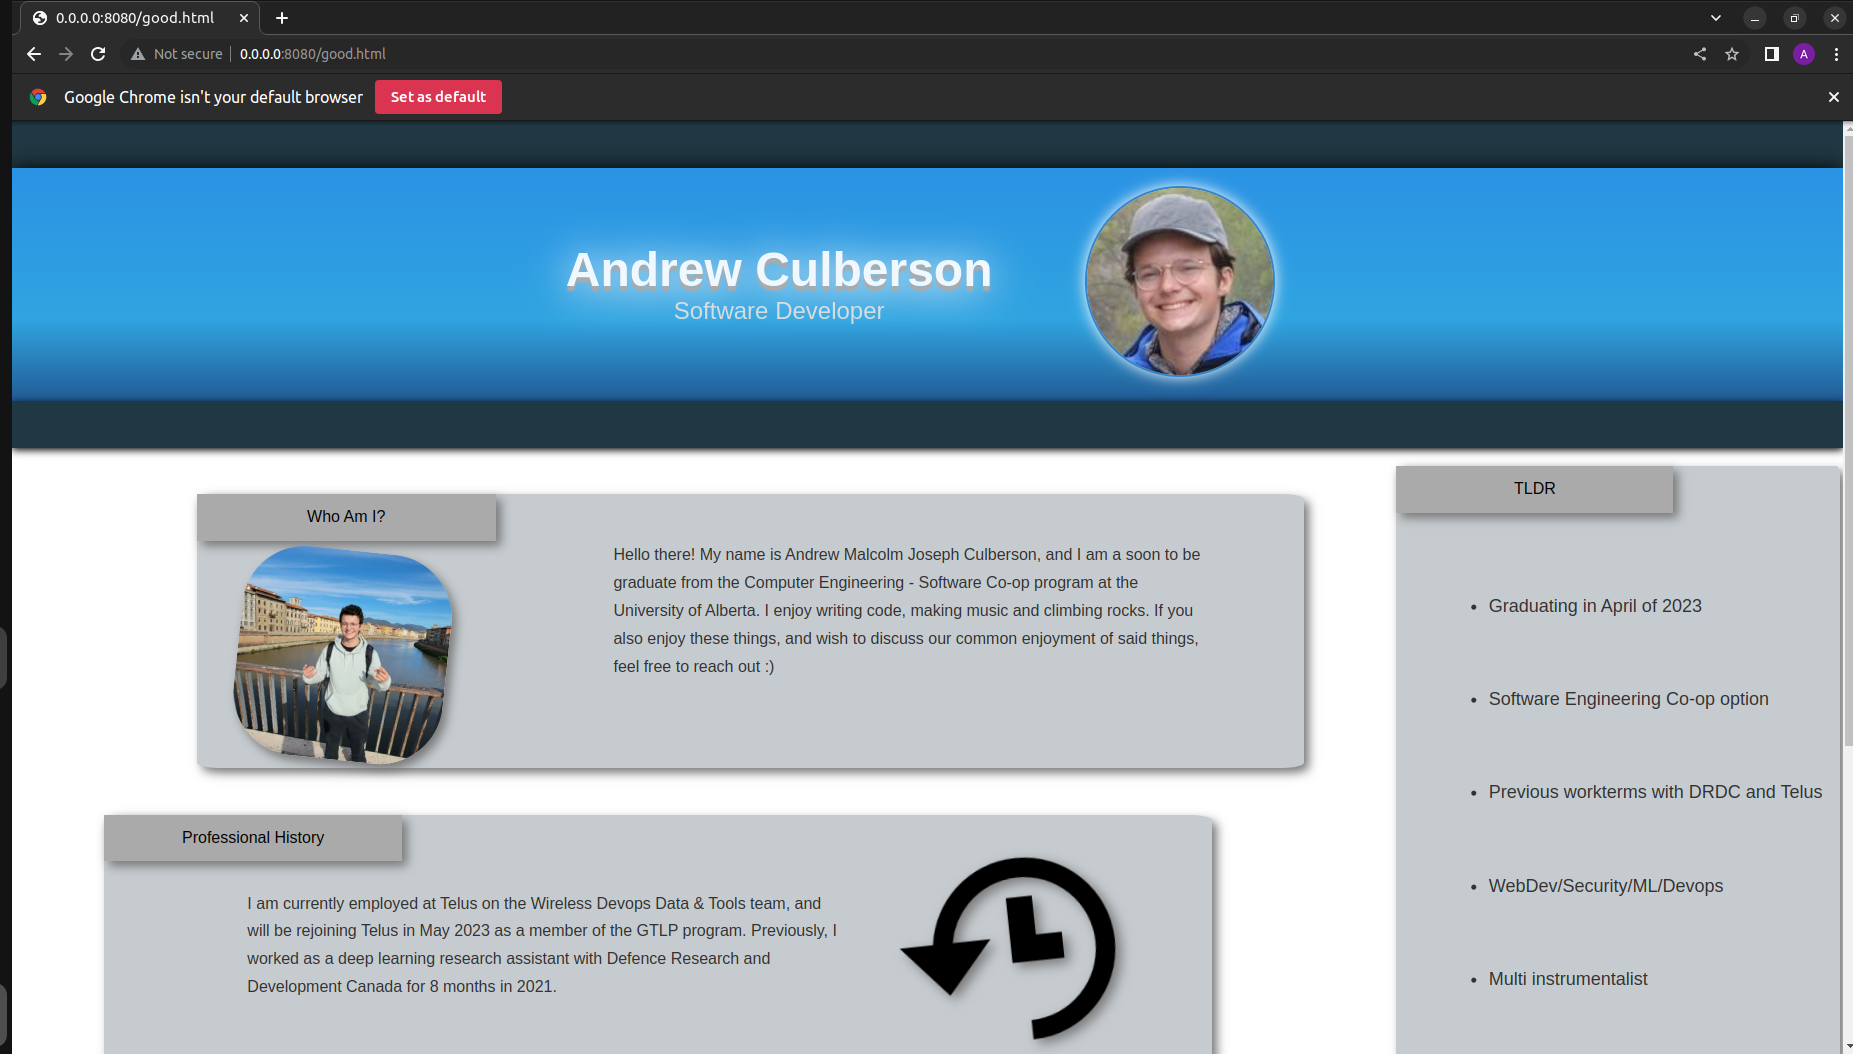 0.0.0.0:8080/good.html
Not secure
0.0.0.0:8080/good.html
A
Google Chrome isn't your default browser
Set as default
Andrew Culberson
Software Developer
Who Am I?
Hello there! My name is Andrew Malcolm Joseph Culberson, and I am a soon to be
graduate from the Computer Engineering - Software Co-op program at the
University of Alberta. I enjoy writing code, making music and climbing rocks. If you
also enjoy these things, and wish to discuss our common enjoyment of said things,
feel free to reach out :)
Professional History
I am currently employed at Telus on the Wireless Devops Data & Tools team, and
will be rejoining Telus in May 2023 as a member of the GTLP program. Previously, I
worked as a deep learning research assistant with Defence Research and
Development Canada for 8 months in 2021.
TLDR
• Graduating in April of 2023
• Software Engineering Co-op option
• Previous workterms with DRDC and Telus
• WebDev/Security/ML/Devops
• Multi instrumentalist